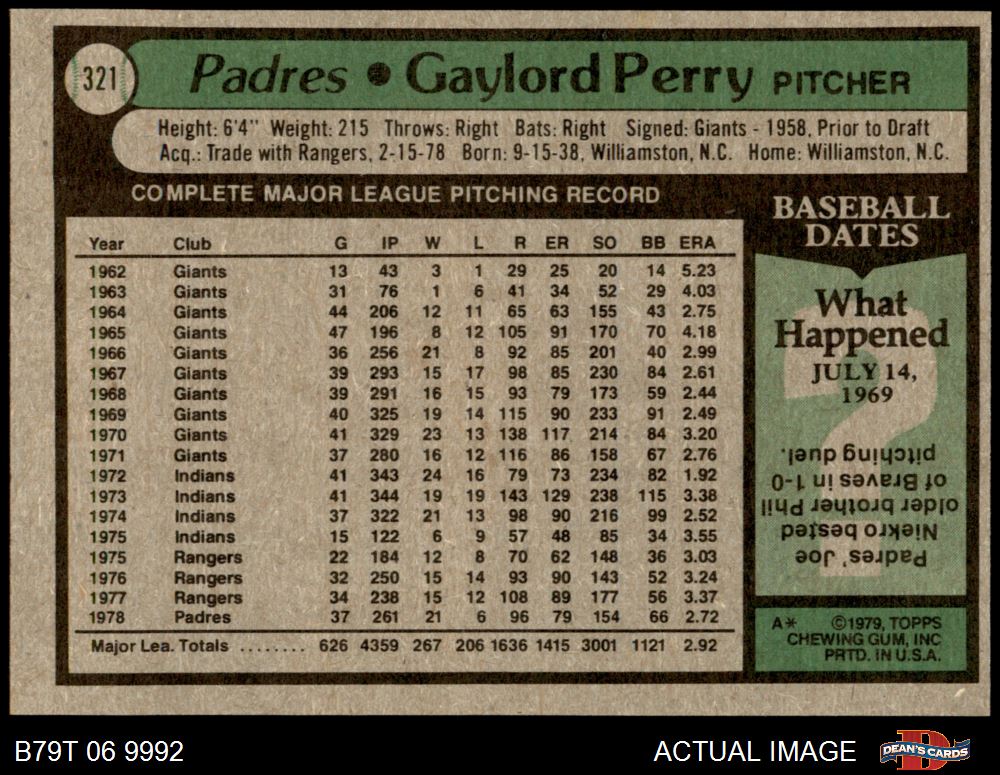 321
Padres • Gaylord Perry PITCHER
Height: 6'4" Weight: 215 Throws: Right Bats: Right Signed: Giants - 1958, Prior to Draft
Acq.: Trade with Rangers, 2-15-78 Born: 9-15-38, Williamston, N.C. Home: Williamston, N.C.
COMPLETE MAJOR LEAGUE PITCHING RECORD
Year Club G IP W L R ER SO BB ERA
1962 Giants 13 43 3 1 29 25 20 14 5.23
1963 Giants 31 76 1 6 41 34 52 29 4.03
1964 Giants 44 206 12 11 65 63 155 43 2.75
1965 Giants 47 196 8 12 105 91 170 70 4.18
1966 Giants 36 256 21 8 92 85 201 40 2.99
1967 Giants 39 293 15 17 98 85 230 84 2.61
1968 Giants 39 291 16 15 93 79 173 59 2.44
1969 Giants 40 325 19 14 115 90 233 91 2.49
1970 Giants 41 329 23 13 138 117 214 84 3.20
1971 Giants 37 280 16 12 116 86 158 67 2.76
1972 Indians 41 343 24 16 79 73 234 82 1.92
1973 Indians 41 344 19 19 143 129 238 115 3.38
1974 Indians 37 322 21 13 98 90 216 99 2.52
1975 Indians 15 122 6 9 57 48 85 34 3.55
1975 Rangers 22 184 12 8 70 62 148 36 3.03
1976 Rangers 32 250 15 14 93 90 143 52 3.24
1977 Rangers 34 238 15 12 108 89 177 56 3.37
1978 Padres 37 261 21 6 96 79 154 66 2.72
Major Lea. Totals ........ 626 4359 267 206 1636 1415 3001 1121 2.92
BASEBALL
DATES
What
Happened
JULY 14,
1969
?
Padres' Joe
Niekro bested
older brother Phil
of Braves in 1-0
pitching duel.
A* ©1979, TOPPS
CHEWING GUM, INC
PRTD. IN U.S.A.
B79T 06 9992
ACTUAL IMAGE
D
DEAN'S CARDS